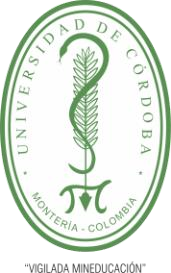 UNIVERSIDAD DE CÓRDOBA
MONTERÍA - COLOMBIA
"VIGILADA MINEDUCACIÓN"